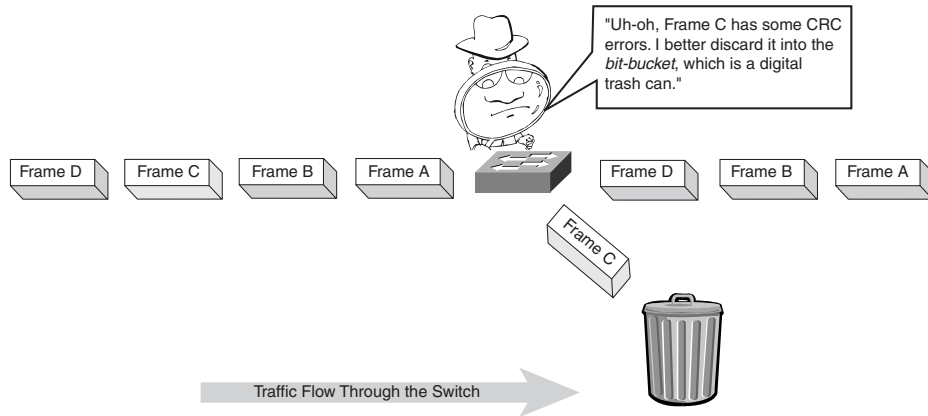 "Uh-oh, Frame C has some CRC
errors. I better discard it into the
bit-bucket, which is a digital
trash can."
Frame D
Frame C
Frame B
Frame A
Frame D
Frame B
Frame A
Frame C
Traffic Flow Through the Switch